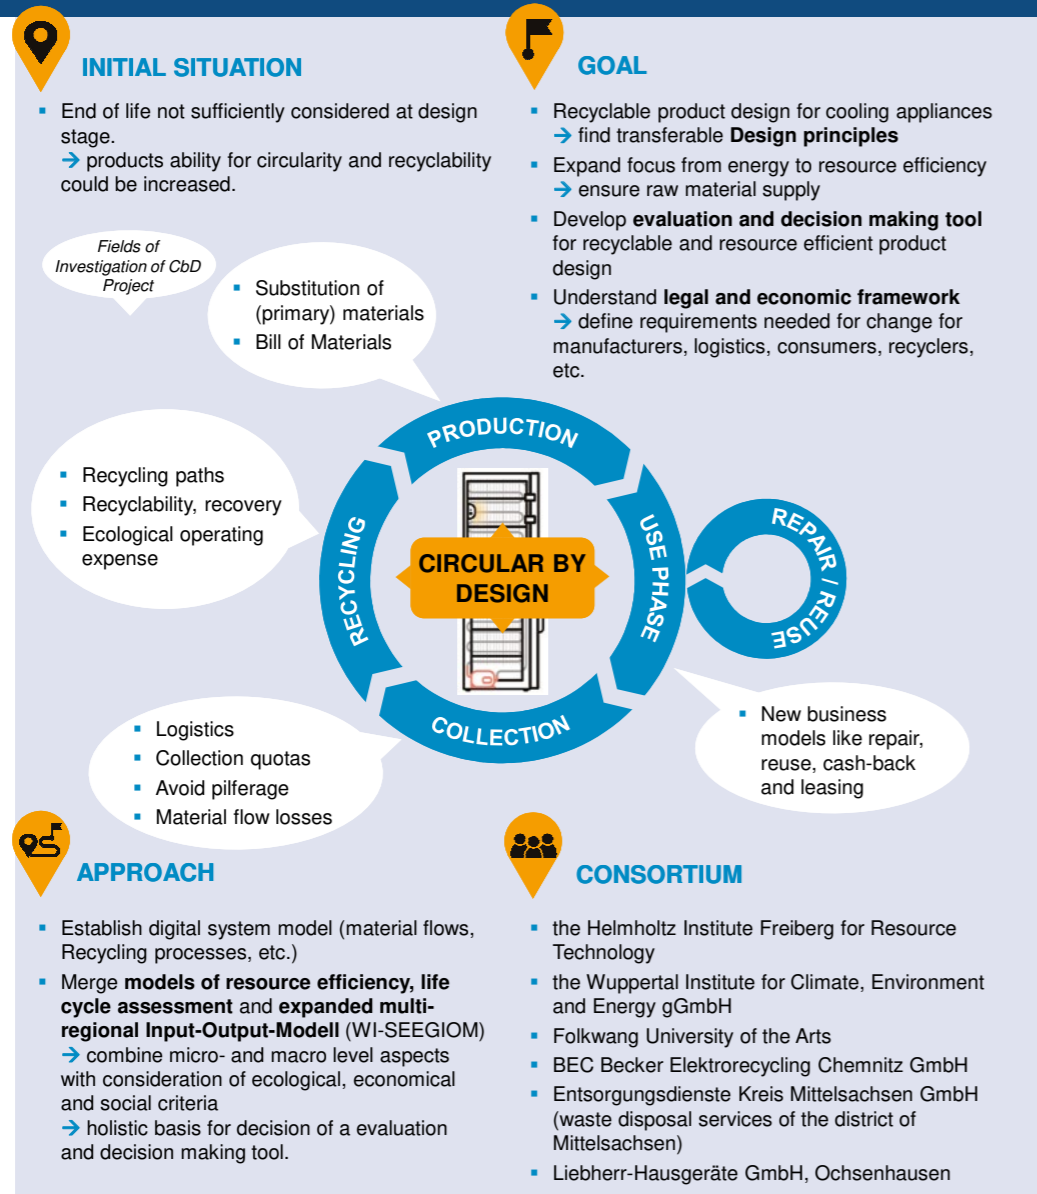 INITIAL SITUATION
▪ End of life not sufficiently considered at design
stage.
→ products ability for circularity and recyclability
could be increased.
GOAL
▪ Recyclable product design for cooling appliances
→ find transferable Design principles
▪ Expand focus from energy to resource efficiency
→ ensure raw material supply
▪ Develop evaluation and decision making tool
for recyclable and resource efficient product
design
▪ Understand legal and economic framework
→ define requirements needed for change for
manufacturers, logistics, consumers, recyclers,
etc.
Fields of
Investigation of CbD
Project
▪ Substitution of
(primary) materials
▪ Bill of Materials
PRODUCTION
▪ Recycling paths
▪ Recyclability, recovery
▪ Ecological operating
expense
RECYCLING
CIRCULAR BY
DESIGN
USE PHASE
REPAIR / REUSE
COLLECTION
▪ Logistics
▪ Collection quotas
▪ Avoid pilferage
▪ Material flow losses
▪ New business
models like repair,
reuse, cash-back
and leasing
APPROACH
▪ Establish digital system model (material flows,
Recycling processes, etc.)
▪ Merge models of resource efficiency, life
cycle assessment and expanded multi-
regional Input-Output-Modell (WI-SEEGIOM)
→ combine micro- and macro level aspects
with consideration of ecological, economical
and social criteria
→ holistic basis for decision of a evaluation
and decision making tool.
CONSORTIUM
▪ the Helmholtz Institute Freiberg for Resource
Technology
▪ the Wuppertal Institute for Climate, Environment
and Energy gGmbH
▪ Folkwang University of the Arts
▪ BEC Becker Elektrorecycling Chemnitz GmbH
▪ Entsorgungsdienste Kreis Mittelsachsen GmbH
(waste disposal services of the district of
Mittelsachsen)
▪ Liebherr-Hausgeräte GmbH, Ochsenhausen